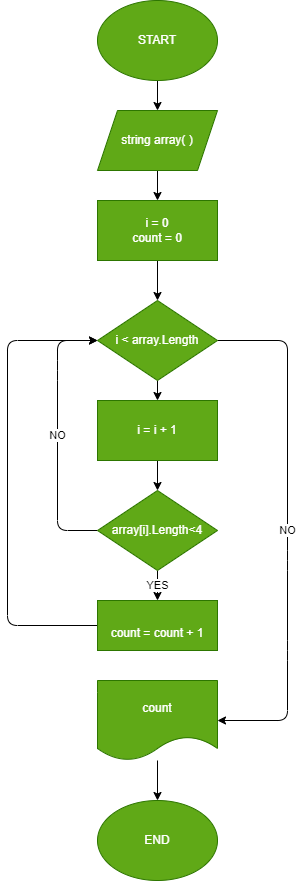 START
string array( )
i = 0
count = 0
i < array.Length
i = i + 1
NO
NO
array[i].Length<4
YES
count = count + 1
count
END